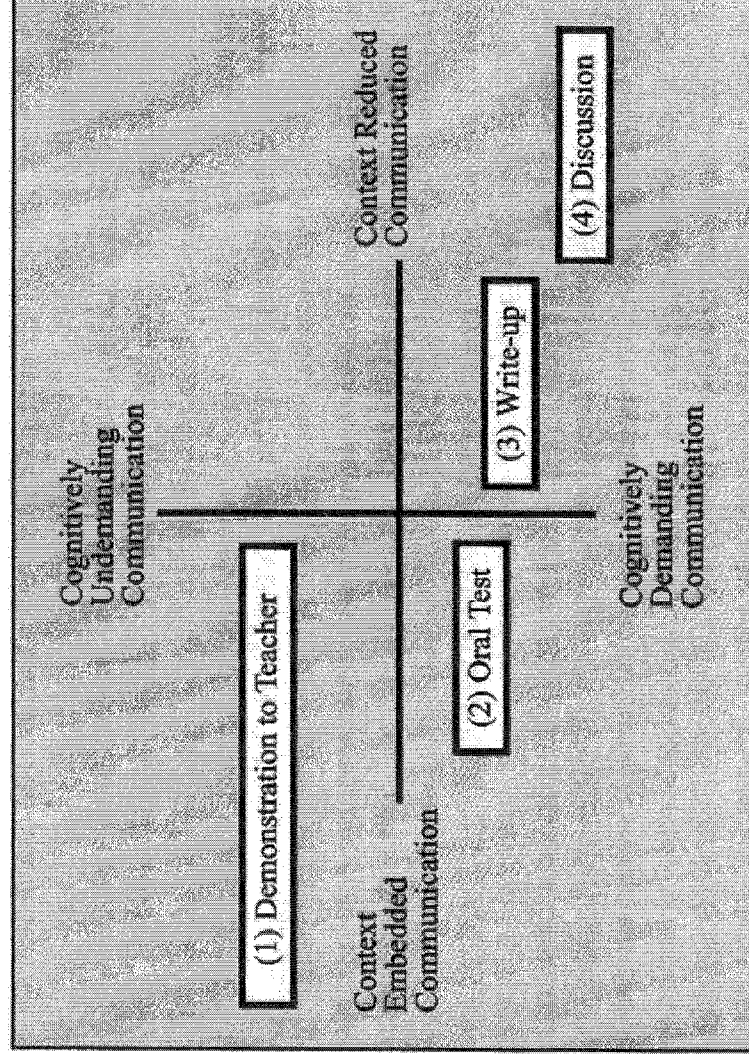 Cognitively
Undemanding
Communication
(1) Demonstration to Teacher
Context
Embedded
Communication
Context Reduced
Communication
(2) Oral Test
(3) Write-up
(4) Discussion
Cognitively
Demanding
Communication